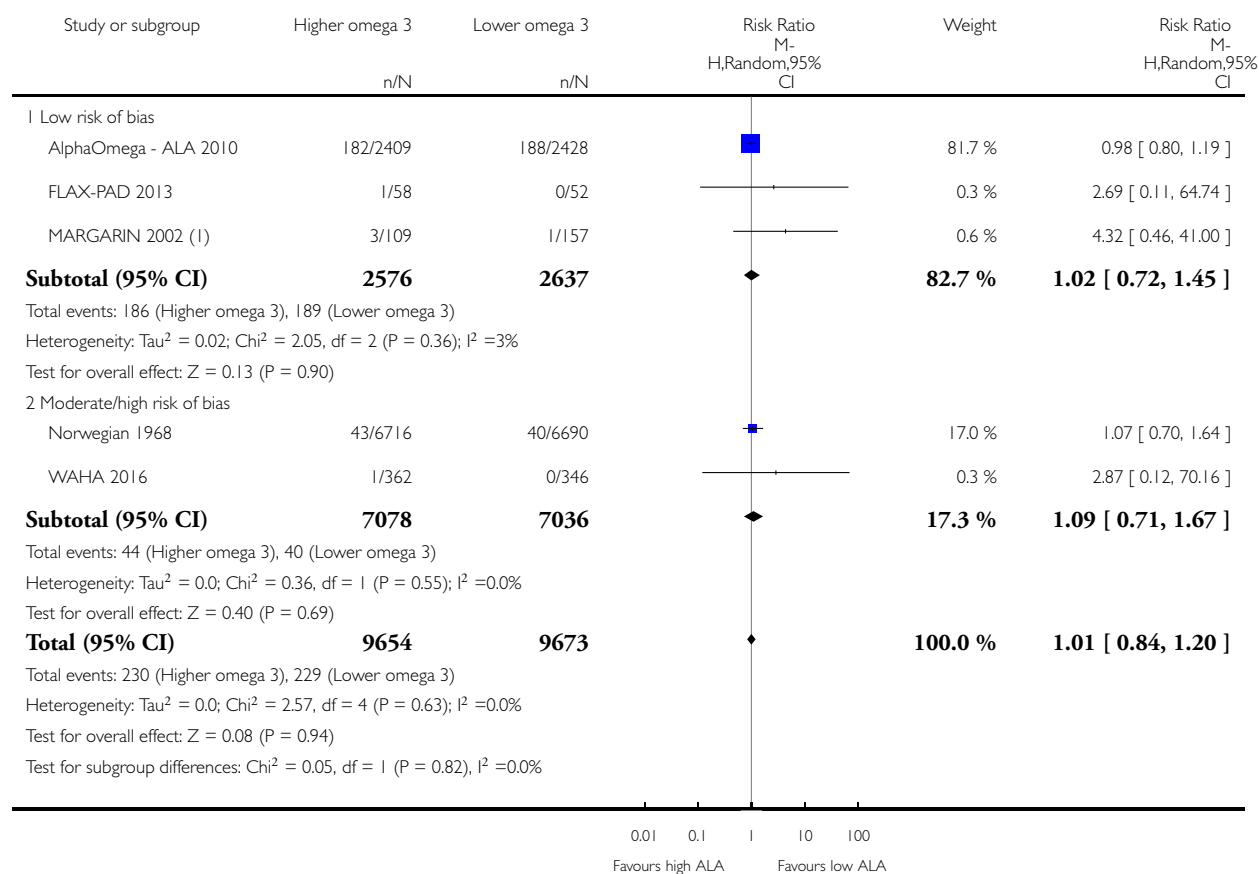 Study or subgroup Higher omega 3 Lower omega 3 Risk Ratio Weight Risk Ratio
M- M-
H,Random,95% H,Random,95%
n/N n/N CI CI
1 Low risk of bias
AlphaOmega - ALA 2010 182/2409 188/2428 81.7 % 0.98 [ 0.80, 1.19 ]
FLAX-PAD 2013 1/58 0/52 0.3 % 2.69 [ 0.11, 64.74 ]
MARGARIN 2002 (1) 3/109 1/157 0.6 % 4.32 [ 0.46, 41.00 ]
Subtotal (95% CI) 2576 2637 82.7 % 1.02 [ 0.72, 1.45 ]
Total events: 186 (Higher omega 3), 189 (Lower omega 3)
Heterogeneity: Tau² = 0.02; Chi² = 2.05, df = 2 (P = 0.36); I² =3%
Test for overall effect: Z = 0.13 (P = 0.90)
2 Moderate/high risk of bias
Norwegian 1968 43/6716 40/6690 17.0 % 1.07 [ 0.70, 1.64 ]
WAHA 2016 1/362 0/346 0.3 % 2.87 [ 0.12, 70.16 ]
Subtotal (95% CI) 7078 7036 17.3 % 1.09 [ 0.71, 1.67 ]
Total events: 44 (Higher omega 3), 40 (Lower omega 3)
Heterogeneity: Tau² = 0.0; Chi² = 0.36, df = 1 (P = 0.55); I² =0.0%
Test for overall effect: Z = 0.40 (P = 0.69)
Total (95% CI) 9654 9673 100.0 % 1.01 [ 0.84, 1.20 ]
Total events: 230 (Higher omega 3), 229 (Lower omega 3)
Heterogeneity: Tau² = 0.0; Chi² = 2.57, df = 4 (P = 0.63); I² =0.0%
Test for overall effect: Z = 0.08 (P = 0.94)
Test for subgroup differences: Chi² = 0.05, df = 1 (P = 0.82), I² =0.0%
0.01 0.1 1 10 100
Favours high ALA Favours low ALA